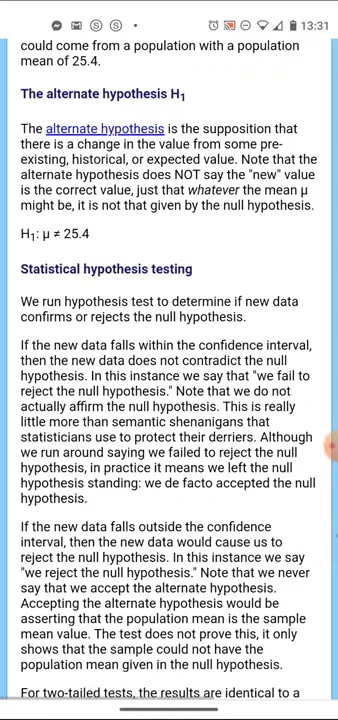 13:31
could come from a population with a population
mean of 25.4.
The alternate hypothesis H1
The alternate hypothesis is the supposition that
there is a change in the value from some pre-
existing, historical, or expected value. Note that the
alternate hypothesis does NOT say the "new" value
is the correct value, just that whatever the mean μ
might be, it is not that given by the null hypothesis.
H1: μ ≠ 25.4
Statistical hypothesis testing
We run hypothesis test to determine if new data
confirms or rejects the null hypothesis.
If the new data falls within the confidence interval,
then the new data does not contradict the null
hypothesis. In this instance we say that "we fail to
reject the null hypothesis." Note that we do not
actually affirm the null hypothesis. This is really
little more than semantic shenanigans that
statisticians use to protect their derriers. Although
we run around saying we failed to reject the null
hypothesis, in practice it means we left the null
hypothesis standing: we de facto accepted the null
hypothesis.
If the new data falls outside the confidence
interval, then the new data would cause us to
reject the null hypothesis. In this instance we say
"we reject the null hypothesis." Note that we never
say that we accept the alternate hypothesis.
Accepting the alternate hypothesis would be
asserting that the population mean is the sample
mean value. The test does not prove this, it only
shows that the sample could not have the
population mean given in the null hypothesis.
For two-tailed tests, the results are identical to a